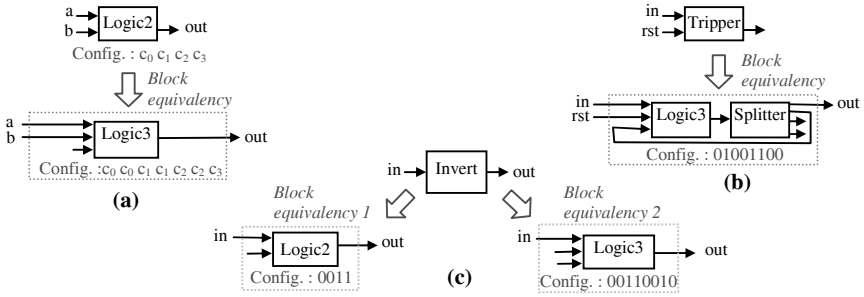 a
Logic2
out
b
Config. : c0 c1 c2 c3
Block
equivalency
a
b
Logic3
out
Config. :c0 c0 c1 c1 c2 c2 c3
(a)
in
rst
Tripper
Block
equivalency
in
rst
Logic3
Splitter
out
Config. : 01001100
(b)
in
Invert
out
Block
equivalency 1
Block
equivalency 2
in
Logic2
out
Config. : 0011
(c)
in
Logic3
out
Config. : 00110010